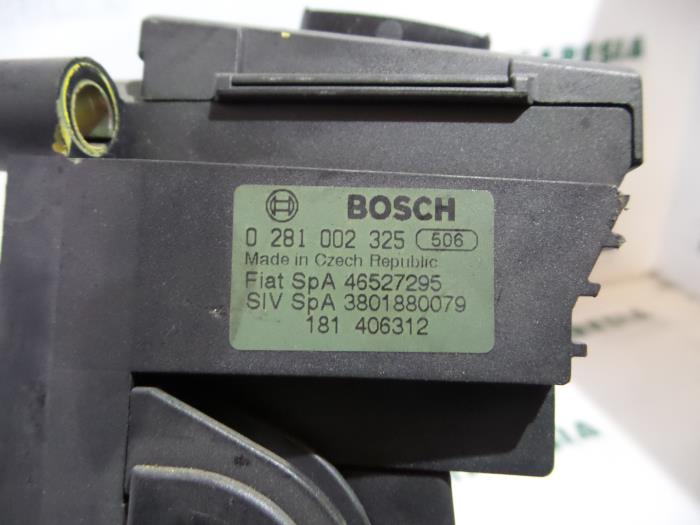 BOSCH
0 281 002 325 506
Made in Czech Republic
Fiat SpA 46527295
SIV SpA 3801880079
181 406312